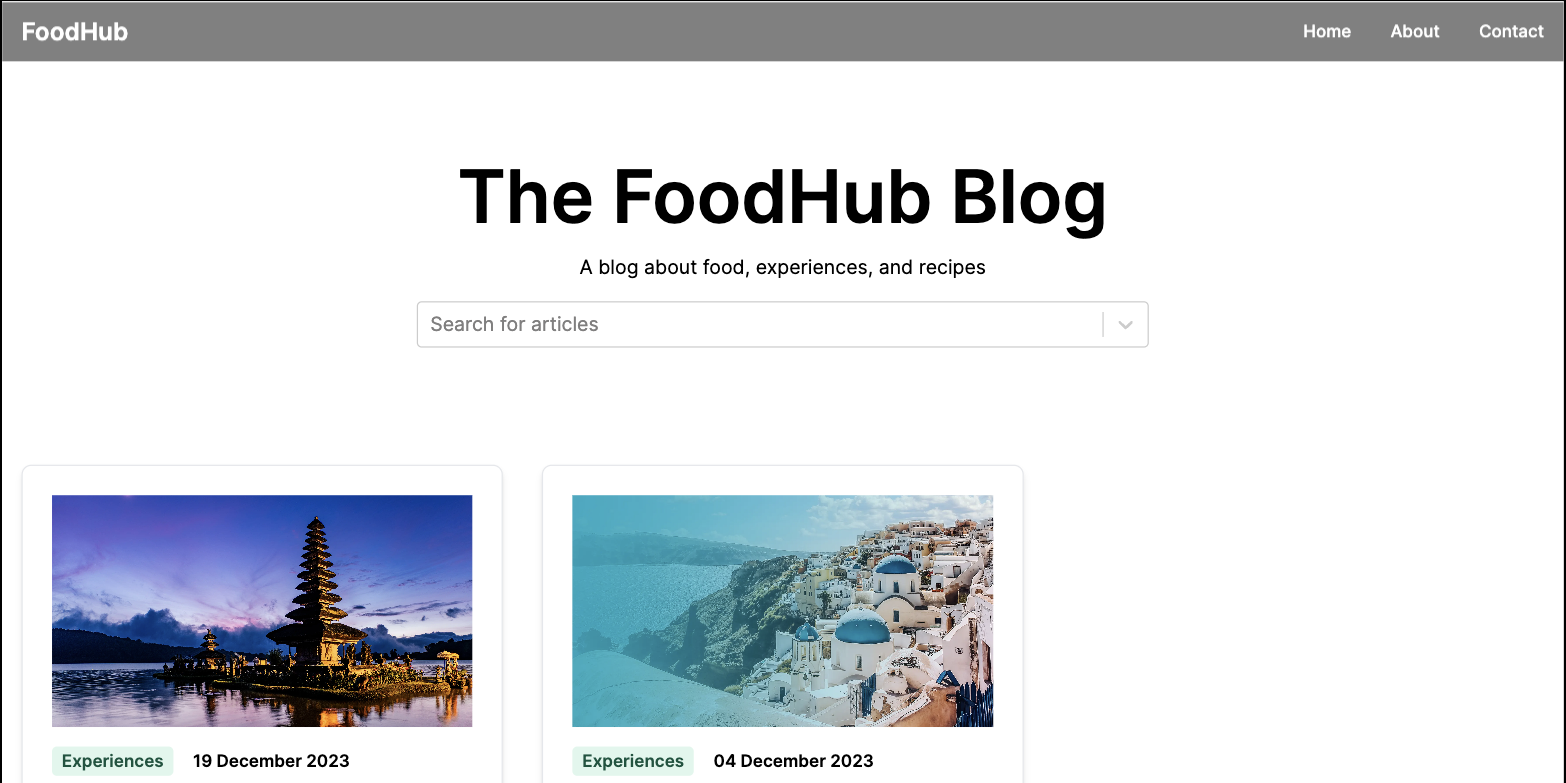 FoodHub
Home About Contact
The FoodHub Blog
A blog about food, experiences, and recipes
Search for articles
Experiences 19 December 2023
Experiences 04 December 2023